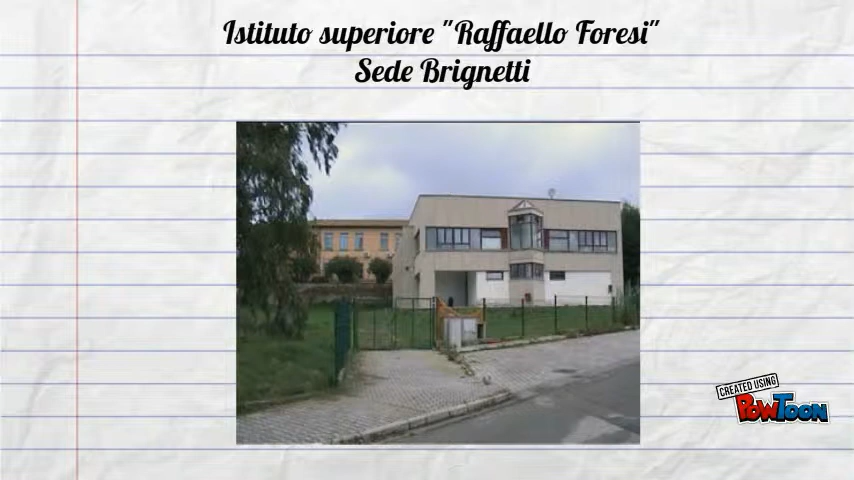 Istituto superiore "Raffaello Foresi"
Sede Brignetti
CREATED USING
POWTOON